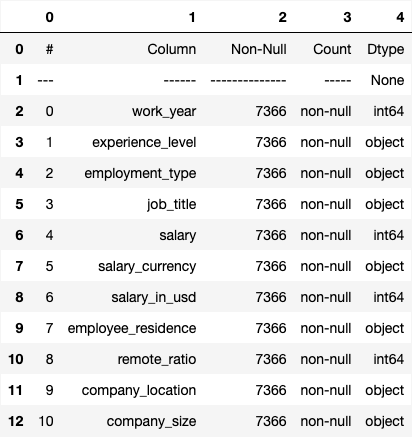 0 1 2 3 4
0 # Column Non-Null Count Dtype
1 --- ------ -------------- ----- None
2 0 work_year 7366 non-null int64
3 1 experience_level 7366 non-null object
4 2 employment_type 7366 non-null object
5 3 job_title 7366 non-null object
6 4 salary 7366 non-null int64
7 5 salary_currency 7366 non-null object
8 6 salary_in_usd 7366 non-null int64
9 7 employee_residence 7366 non-null object
10 8 remote_ratio 7366 non-null int64
11 9 company_location 7366 non-null object
12 10 company_size 7366 non-null object